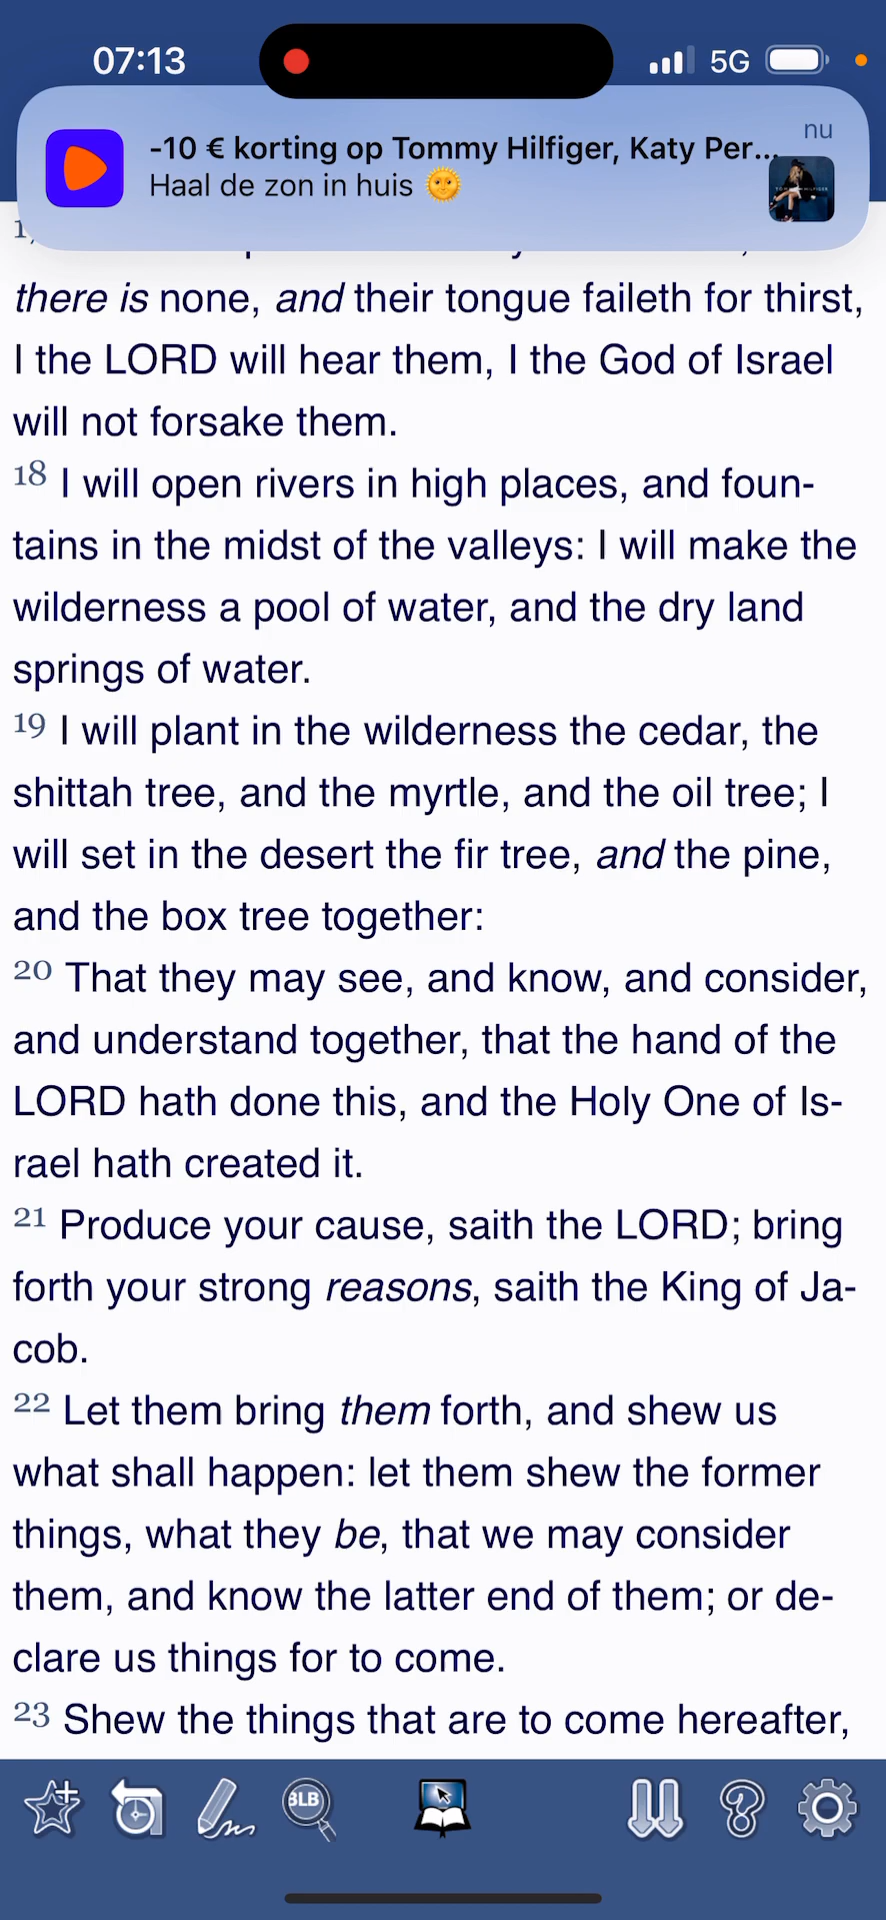 07:13
5G
-10 € korting op Tommy Hilfiger, Katy Per...
nu
Haal de zon in huis 🌞
there is none, and their tongue faileth for thirst,
I the LORD will hear them, I the God of Israel
will not forsake them.
18 I will open rivers in high places, and foun-
tains in the midst of the valleys: I will make the
wilderness a pool of water, and the dry land
springs of water.
19 I will plant in the wilderness the cedar, the
shittah tree, and the myrtle, and the oil tree; I
will set in the desert the fir tree, and the pine,
and the box tree together:
20 That they may see, and know, and consider,
and understand together, that the hand of the
LORD hath done this, and the Holy One of Is-
rael hath created it.
21 Produce your cause, saith the LORD; bring
forth your strong reasons, saith the King of Ja-
cob.
22 Let them bring them forth, and shew us
what shall happen: let them shew the former
things, what they be, that we may consider
them, and know the latter end of them; or de-
clare us things for to come.
23 Shew the things that are to come hereafter,
BLB